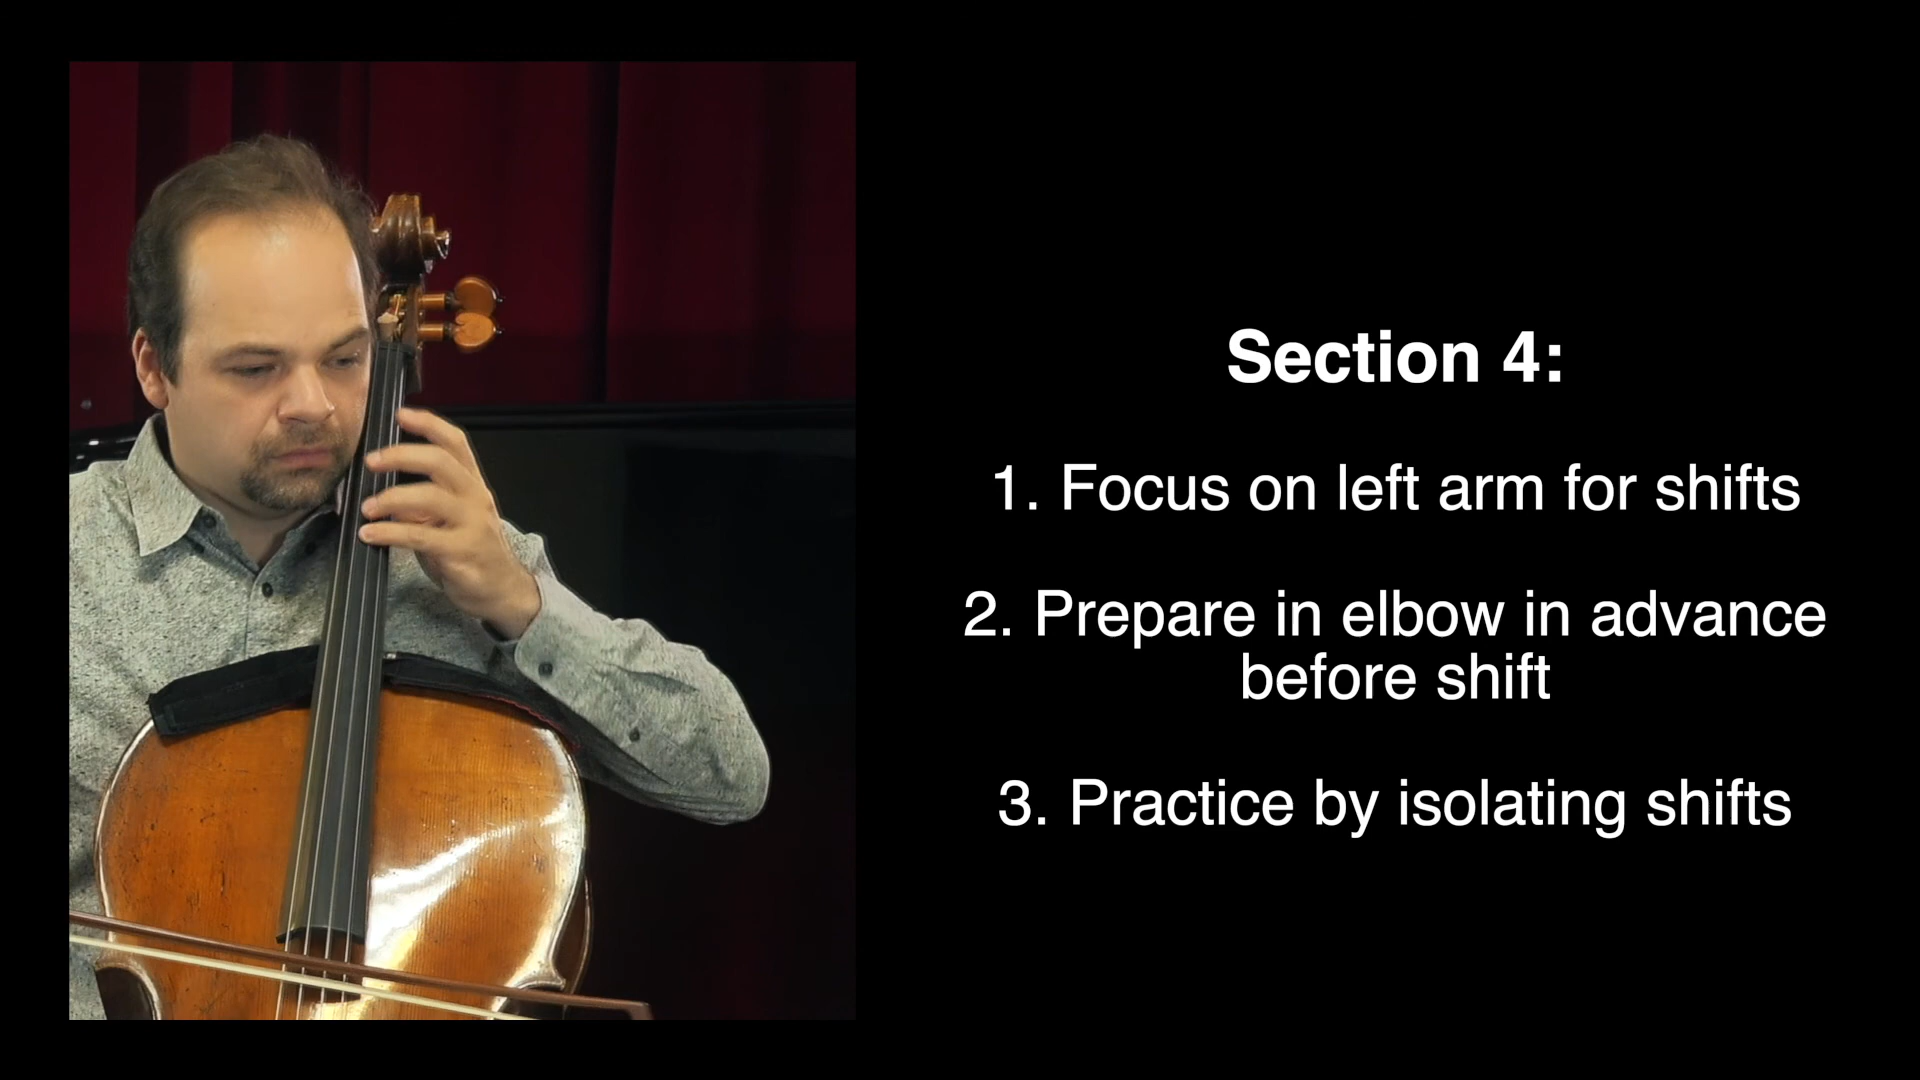 Section 4:
1. Focus on left arm for shifts
2. Prepare in elbow in advance
before shift
3. Practice by isolating shifts